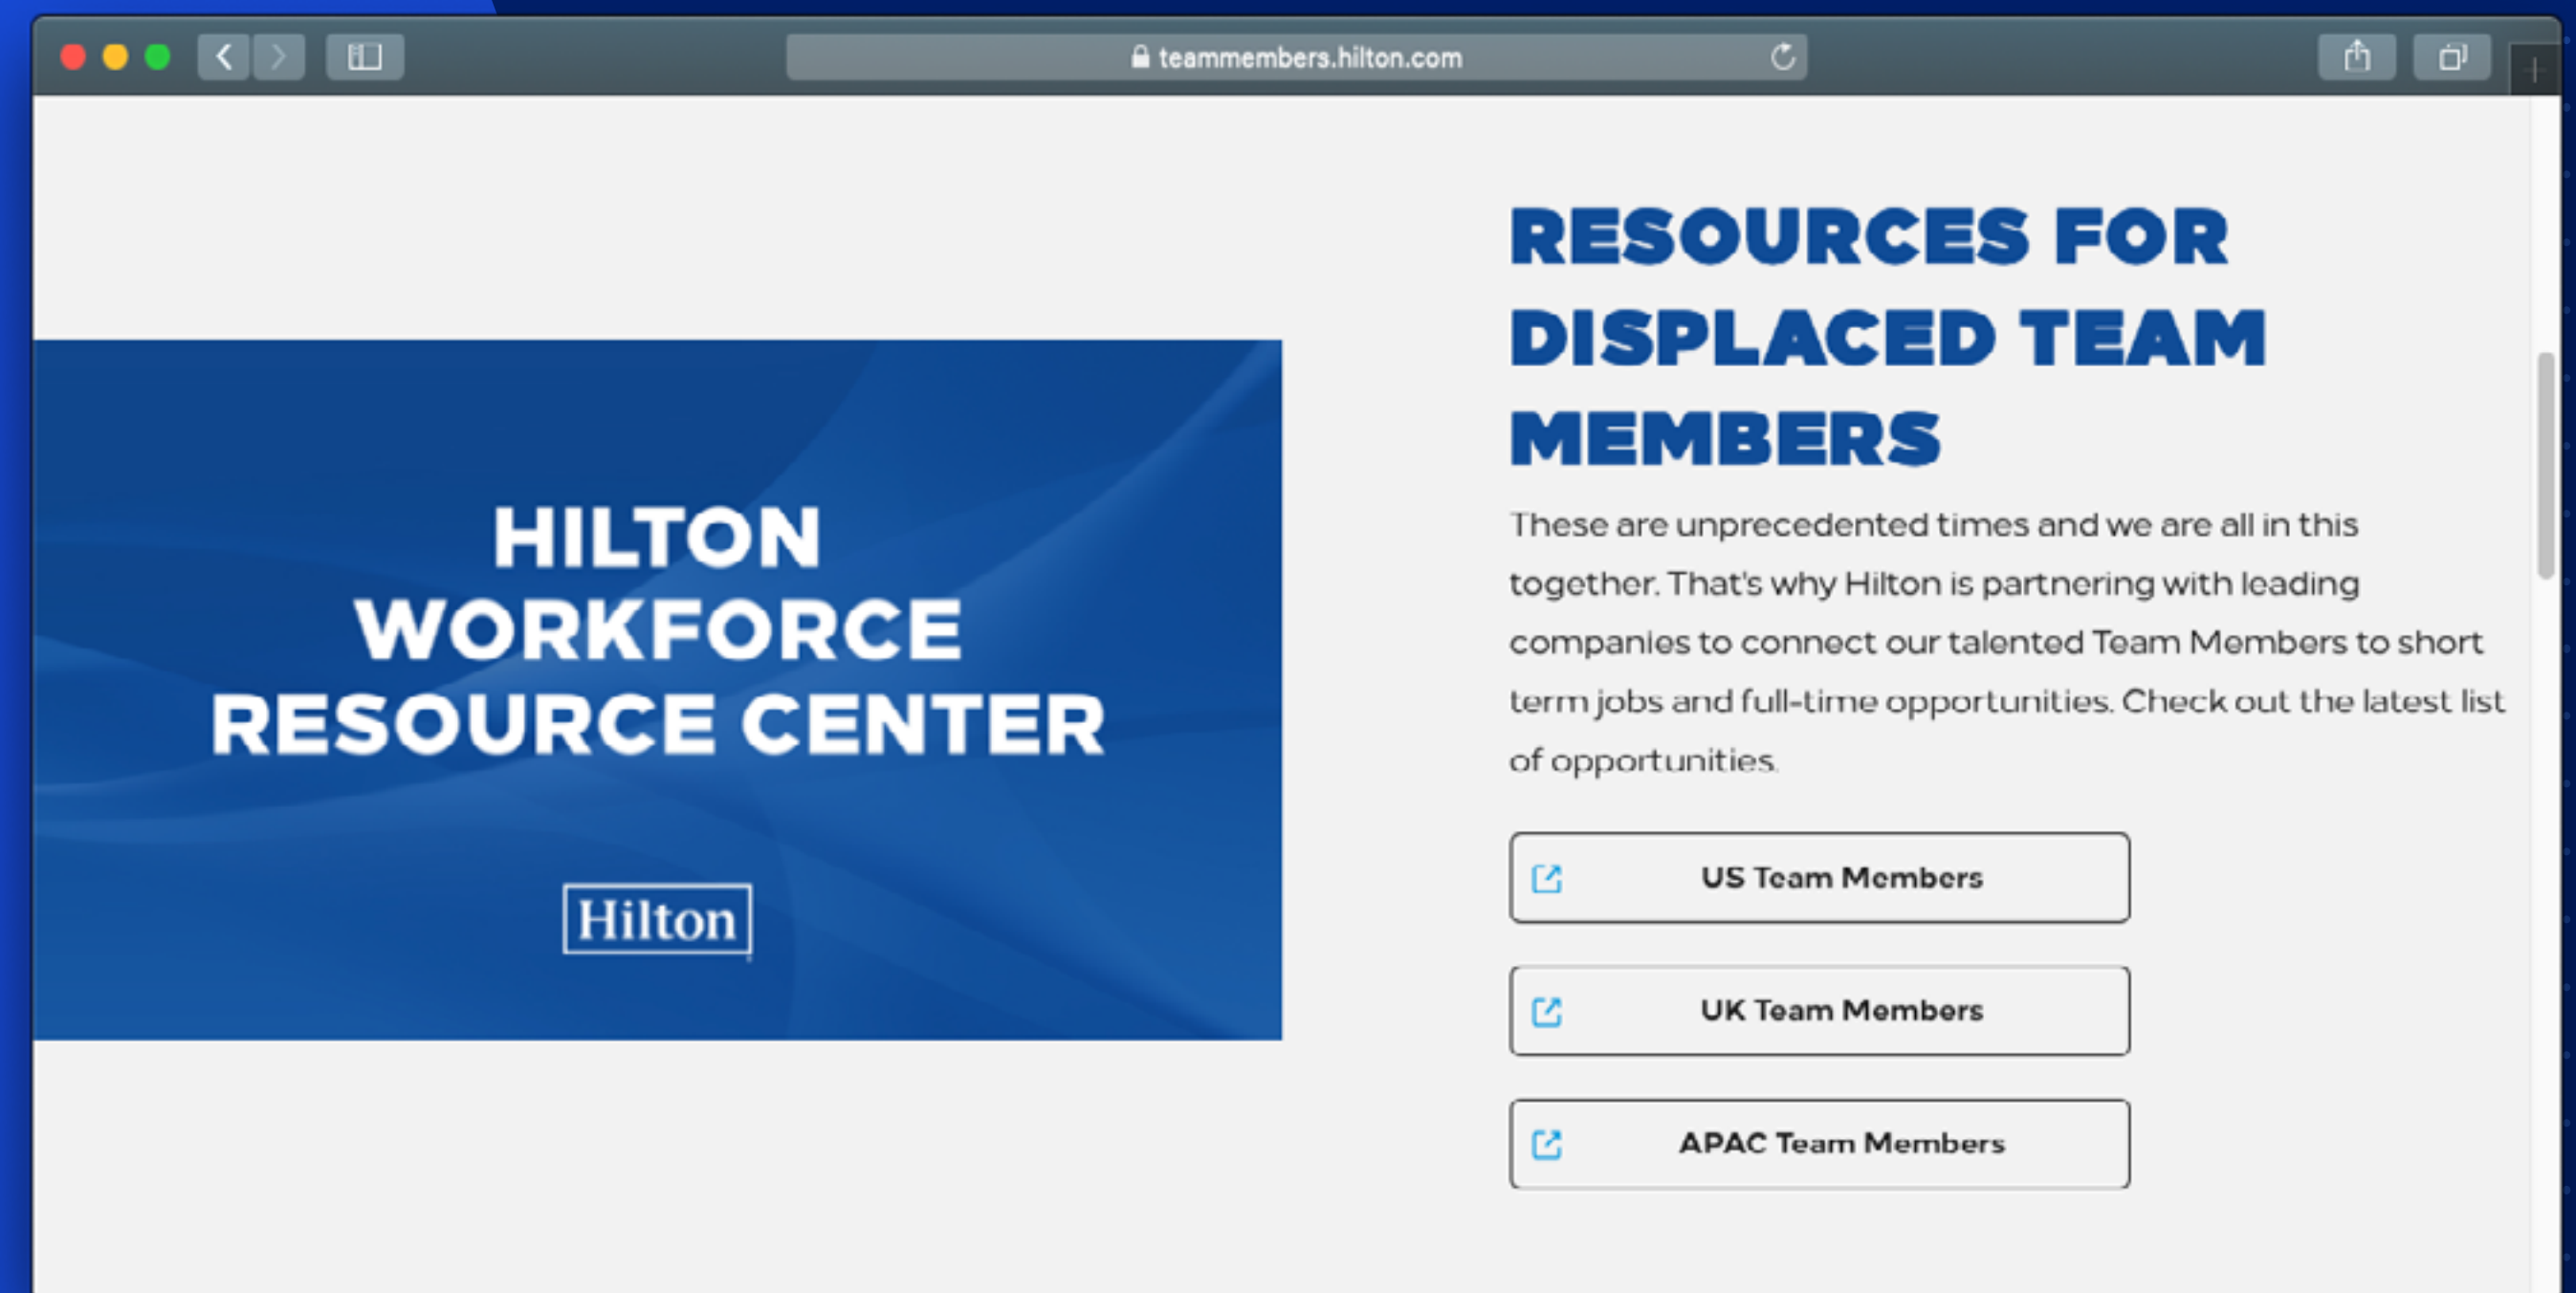 teammembers.hilton.com
HILTON
WORKFORCE
RESOURCE CENTER
Hilton
RESOURCES FOR
DISPLACED TEAM
MEMBERS
These are unprecedented times and we are all in this
together. That's why Hilton is partnering with leading
companies to connect our talented Team Members to short
term jobs and full-time opportunities. Check out the latest list
of opportunities.
US Team Members
UK Team Members
APAC Team Members